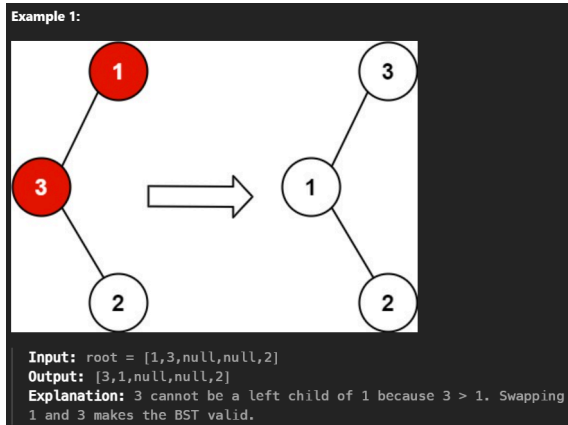 Example 1:
1
3
3
1
2
2
Input: root = [1,3,null,null,2]
Output: [3,1,null,null,2]
Explanation: 3 cannot be a left child of 1 because 3 > 1. Swapping
1 and 3 makes the BST valid.